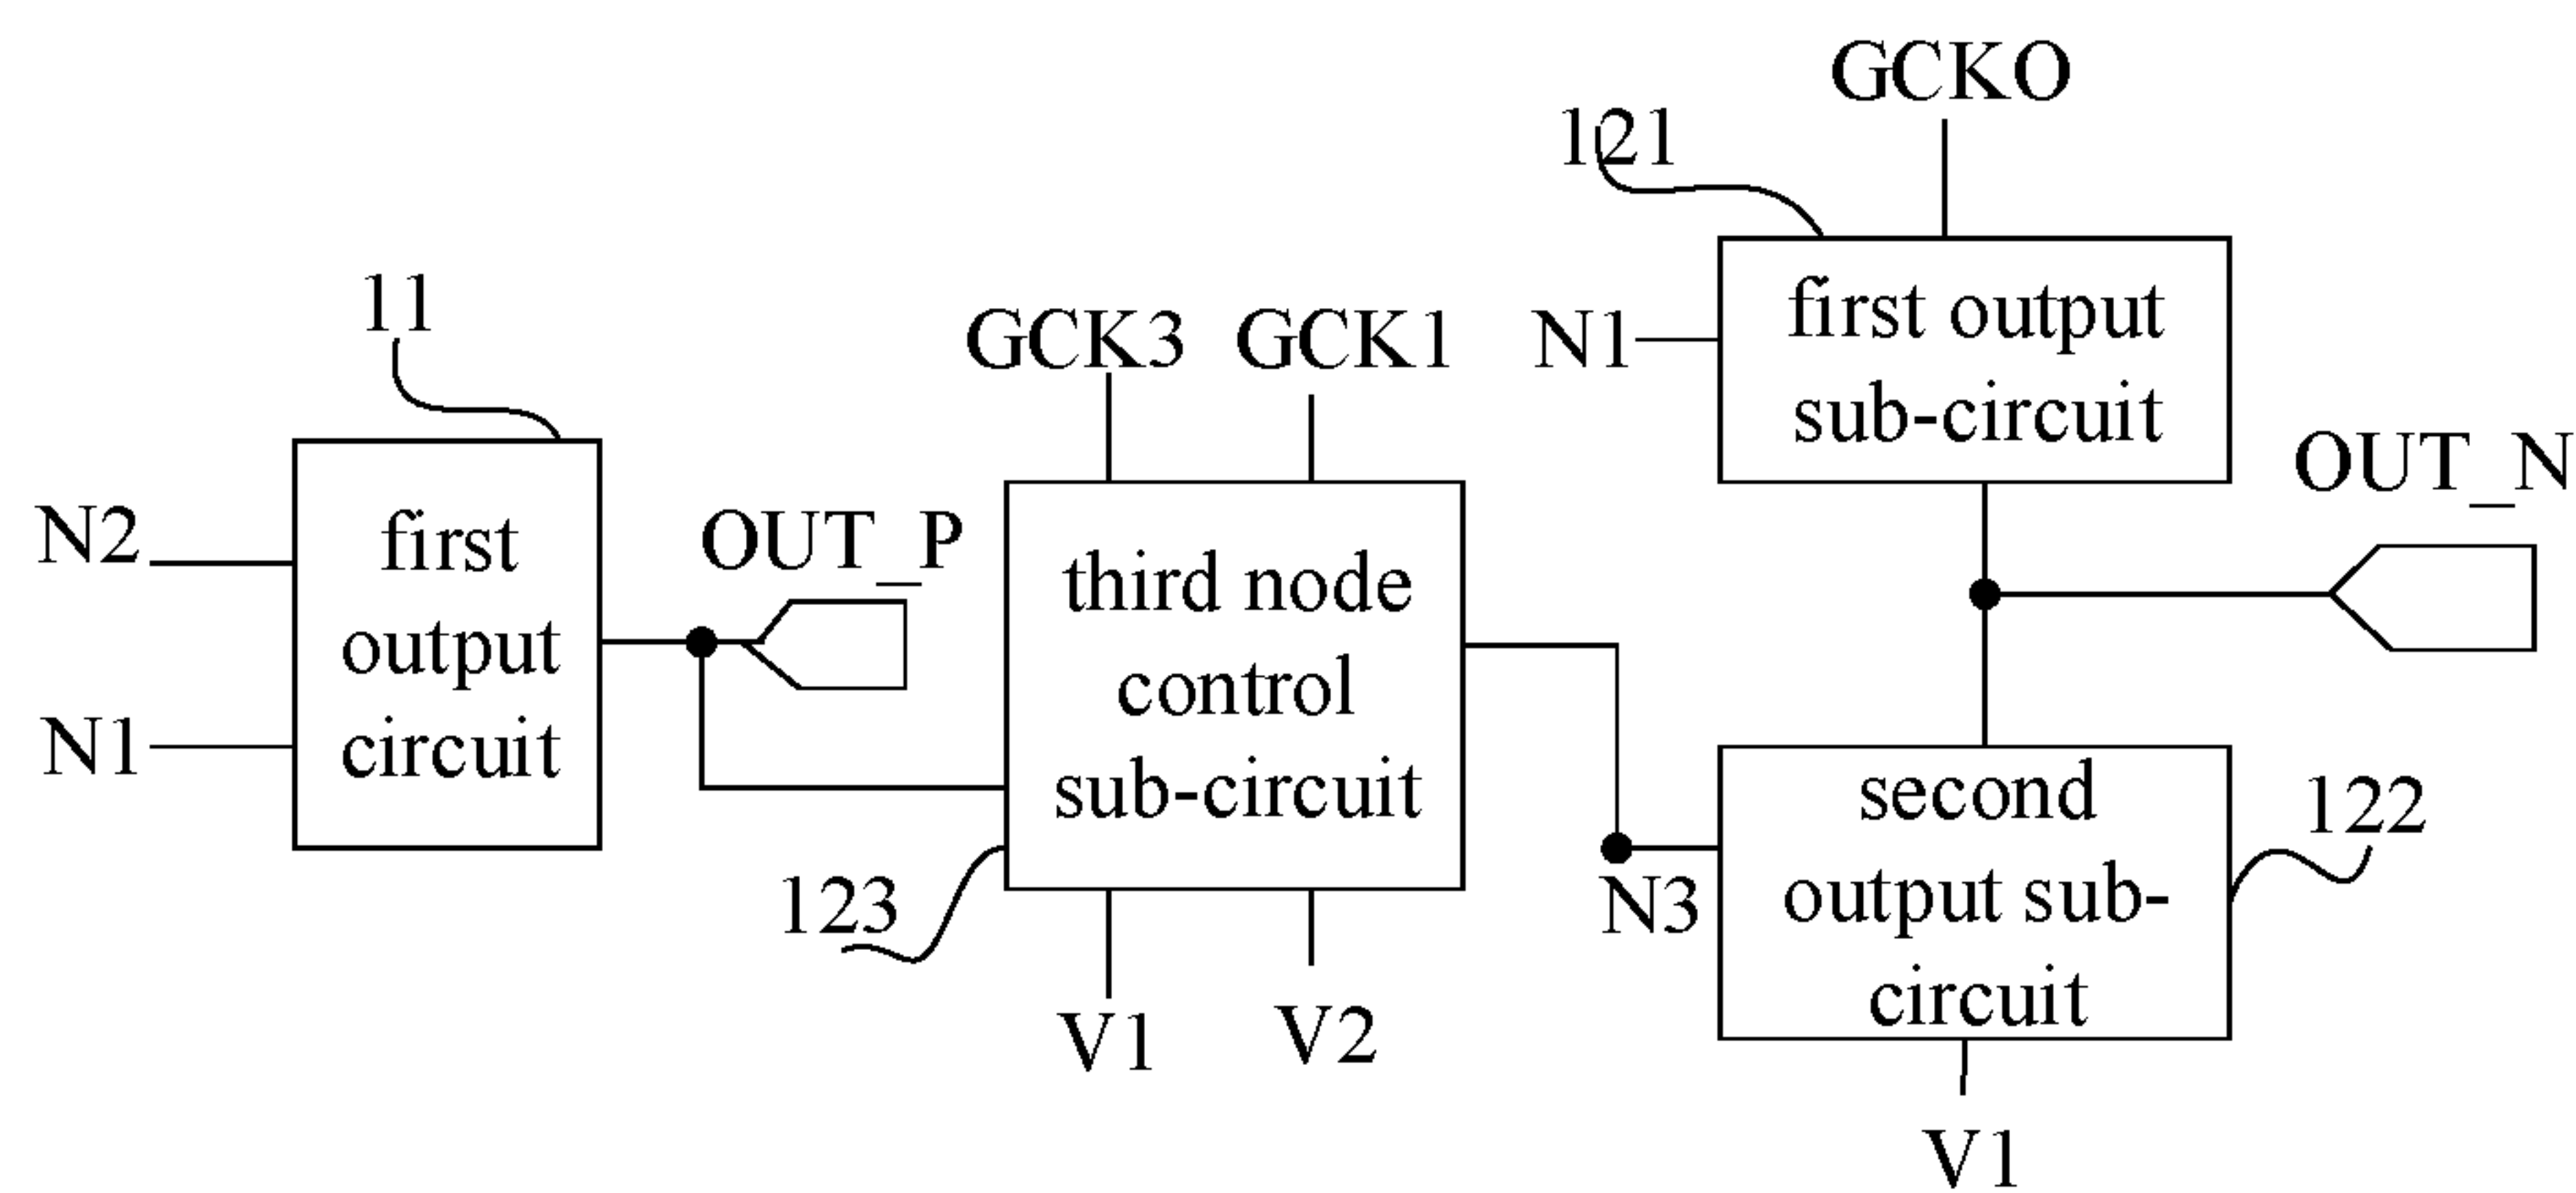 GCKO
121
first output
sub-circuit
N1
OUT_N
11
GCK3
GCK1
N2
N1
first
output
circuit
OUT_P
third node
control
sub-circuit
123
V1
V2
N3
second
output sub-
circuit
122
V1